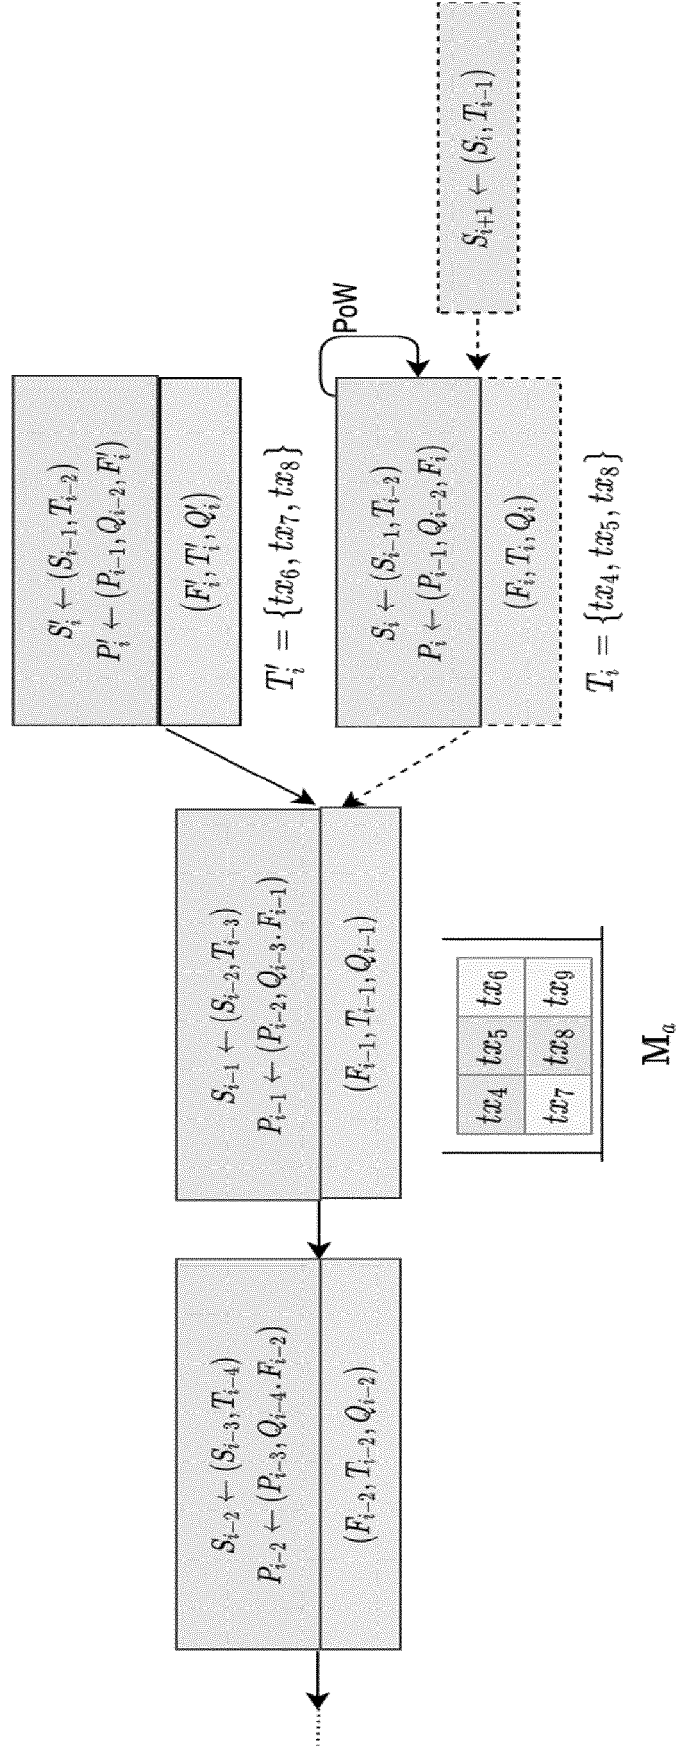 S_{i-2} ← (S_{i-3}, T_{i-4})
P_{i-2} ← (P_{i-3}, Q_{i-4}. F_{i-2})
(F_{i-2}, T_{i-2}, Q_{i-2})
S_{i-1} ← (S_{i-2}, T_{i-3})
P_{i-1} ← (P_{i-2}, Q_{i-3}. F_{i-1})
(F_{i-1}, T_{i-1}, Q_{i-1})
tx_4 tx_5 tx_6
tx_7 tx_8 tx_9
M_a
S'_i ← (S_{i-1}, T_{i-2})
P'_i ← (P_{i-1}, Q_{i-2}, F'_i)
(F'_i, T'_i, Q'_i)
T'_i = {tx_6, tx_7, tx_8}
PoW
S_i ← (S_{i-1}, T_{i-2})
P_i ← (P_{i-1}, Q_{i-2}, F_i)
(F_i, T_i, Q_i)
T_i = {tx_4, tx_5, tx_8}
S_{i+1} ← (S_i, T_{i-1})